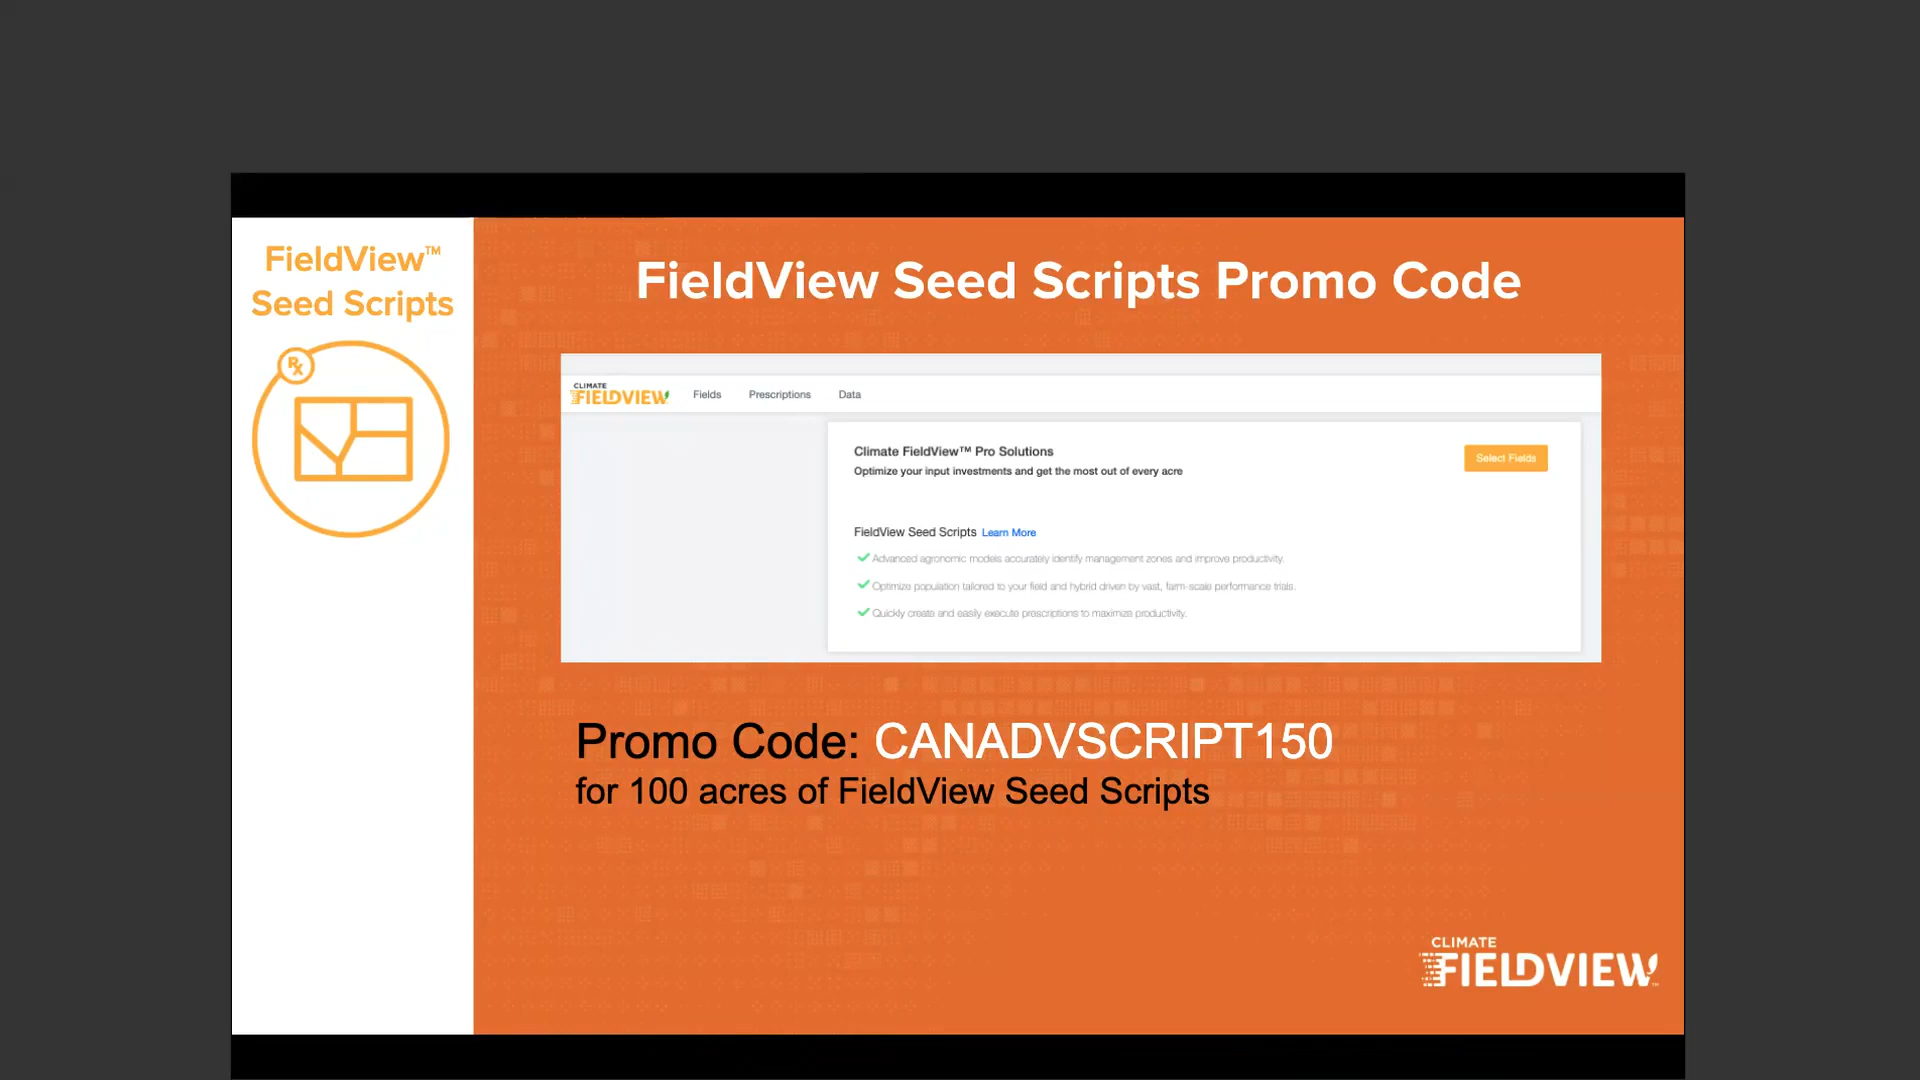 FieldView™
Seed Scripts
Rx
FieldView Seed Scripts Promo Code
CLIMATE
FIELDVIEW
Fields Prescriptions Data
Climate FieldView™ Pro Solutions
Select Fields
Optimize your input investments and get the most out of every acre
FieldView Seed Scripts Learn More
Advanced agronomic models accurately identify management zones and improve productivity.
Optimize population tailored to your field and hybrid driven by vast, farm-scale performance trials.
Quickly create and easily execute prescriptions to maximize productivity.
Promo Code: CANADVSCRIPT150
for 100 acres of FieldView Seed Scripts
CLIMATE
FIELDVIEW™